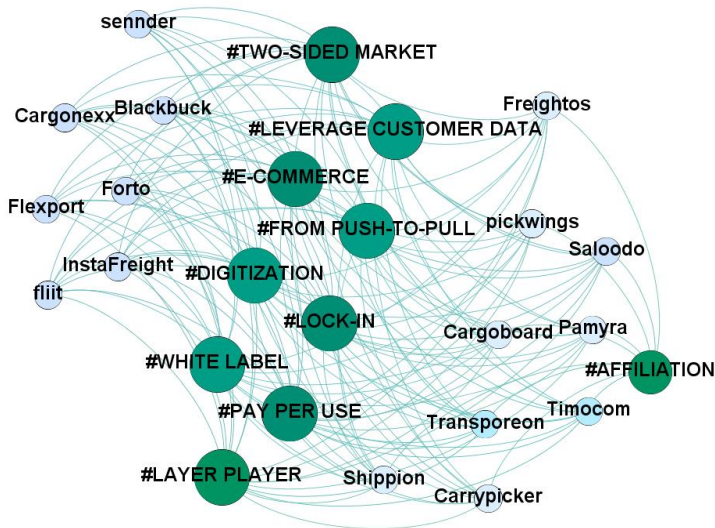 sennder
#TWO-SIDED MARKET
Cargonexx
Blackbuck
Freightos
#LEVERAGE CUSTOMER DATA
#E-COMMERCE
Forto
Flexport
#FROM PUSH-TO-PULL
pickwings
Saloodo
InstaFreight
#DIGITIZATION
fliit
#LOCK-IN
Cargoboard
Pamyra
#WHITE LABEL
#AFFILIATION
#PAY PER USE
Transporeon
Timocom
#LAYER PLAYER
Shippion
Carrypicker